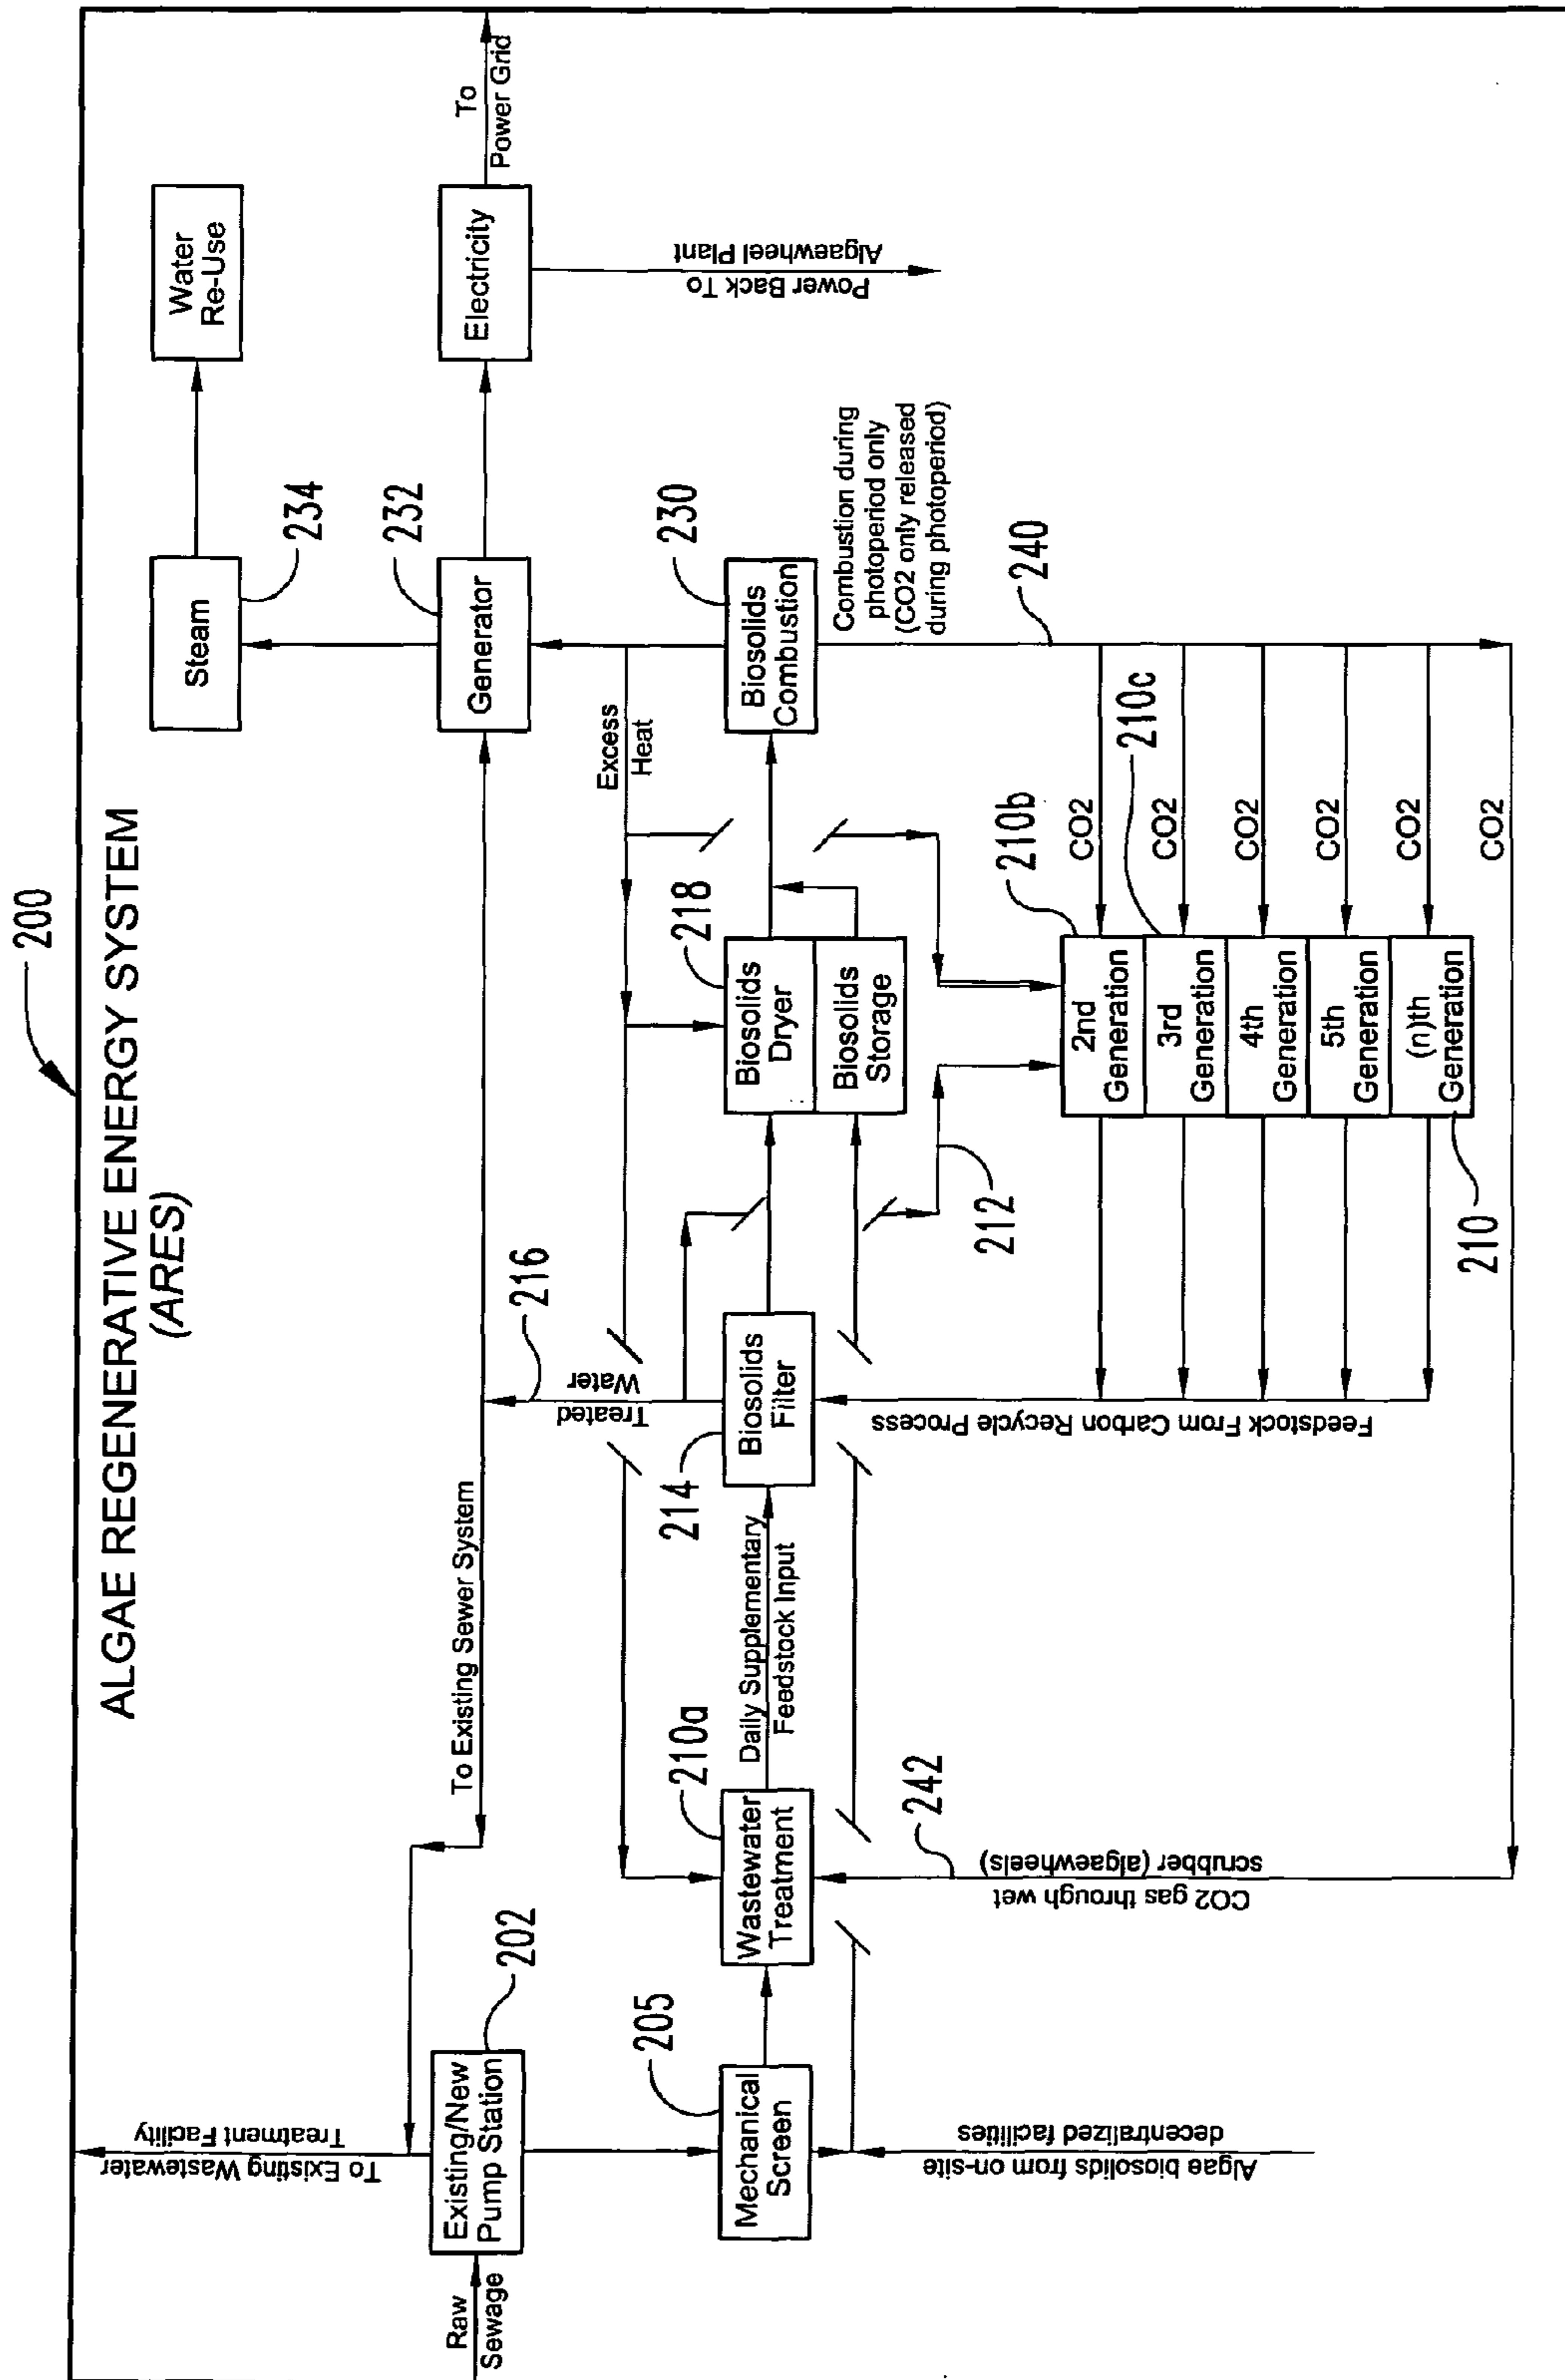 200
ALGAE REGENERATIVE ENERGY SYSTEM
(ARES)
To Existing Wastewater
Treatment Facility
Raw
Sewage
Existing/New
Pump Station
202
To Existing Sewer System
216
Treated
Water
Generator
232
Steam
234
Water
Re-Use
Electricity
To
Power Grid
Power Back To
Algaewheel Plant
Excess
Heat
Mechanical
Screen
205
Wastewater
Treatment
210a
Daily Supplementary
Feedstock Input
Biosolids
Filter
214
Biosolids
Dryer
218
Biosolids
Storage
Biosolids
Combustion
230
Combustion during
photoperiod only
(CO2 only released
during photoperiod)
240
212
Algae biosolids from on-site
decentralized facilities
CO2 gas through wet
scrubber (algaewheels)
242
Feedstock From Carbon Recycle Process
2nd
Generation
210b
3rd
Generation
210c
4th
Generation
5th
Generation
(n)th
Generation
210
CO2
CO2
CO2
CO2
CO2
CO2